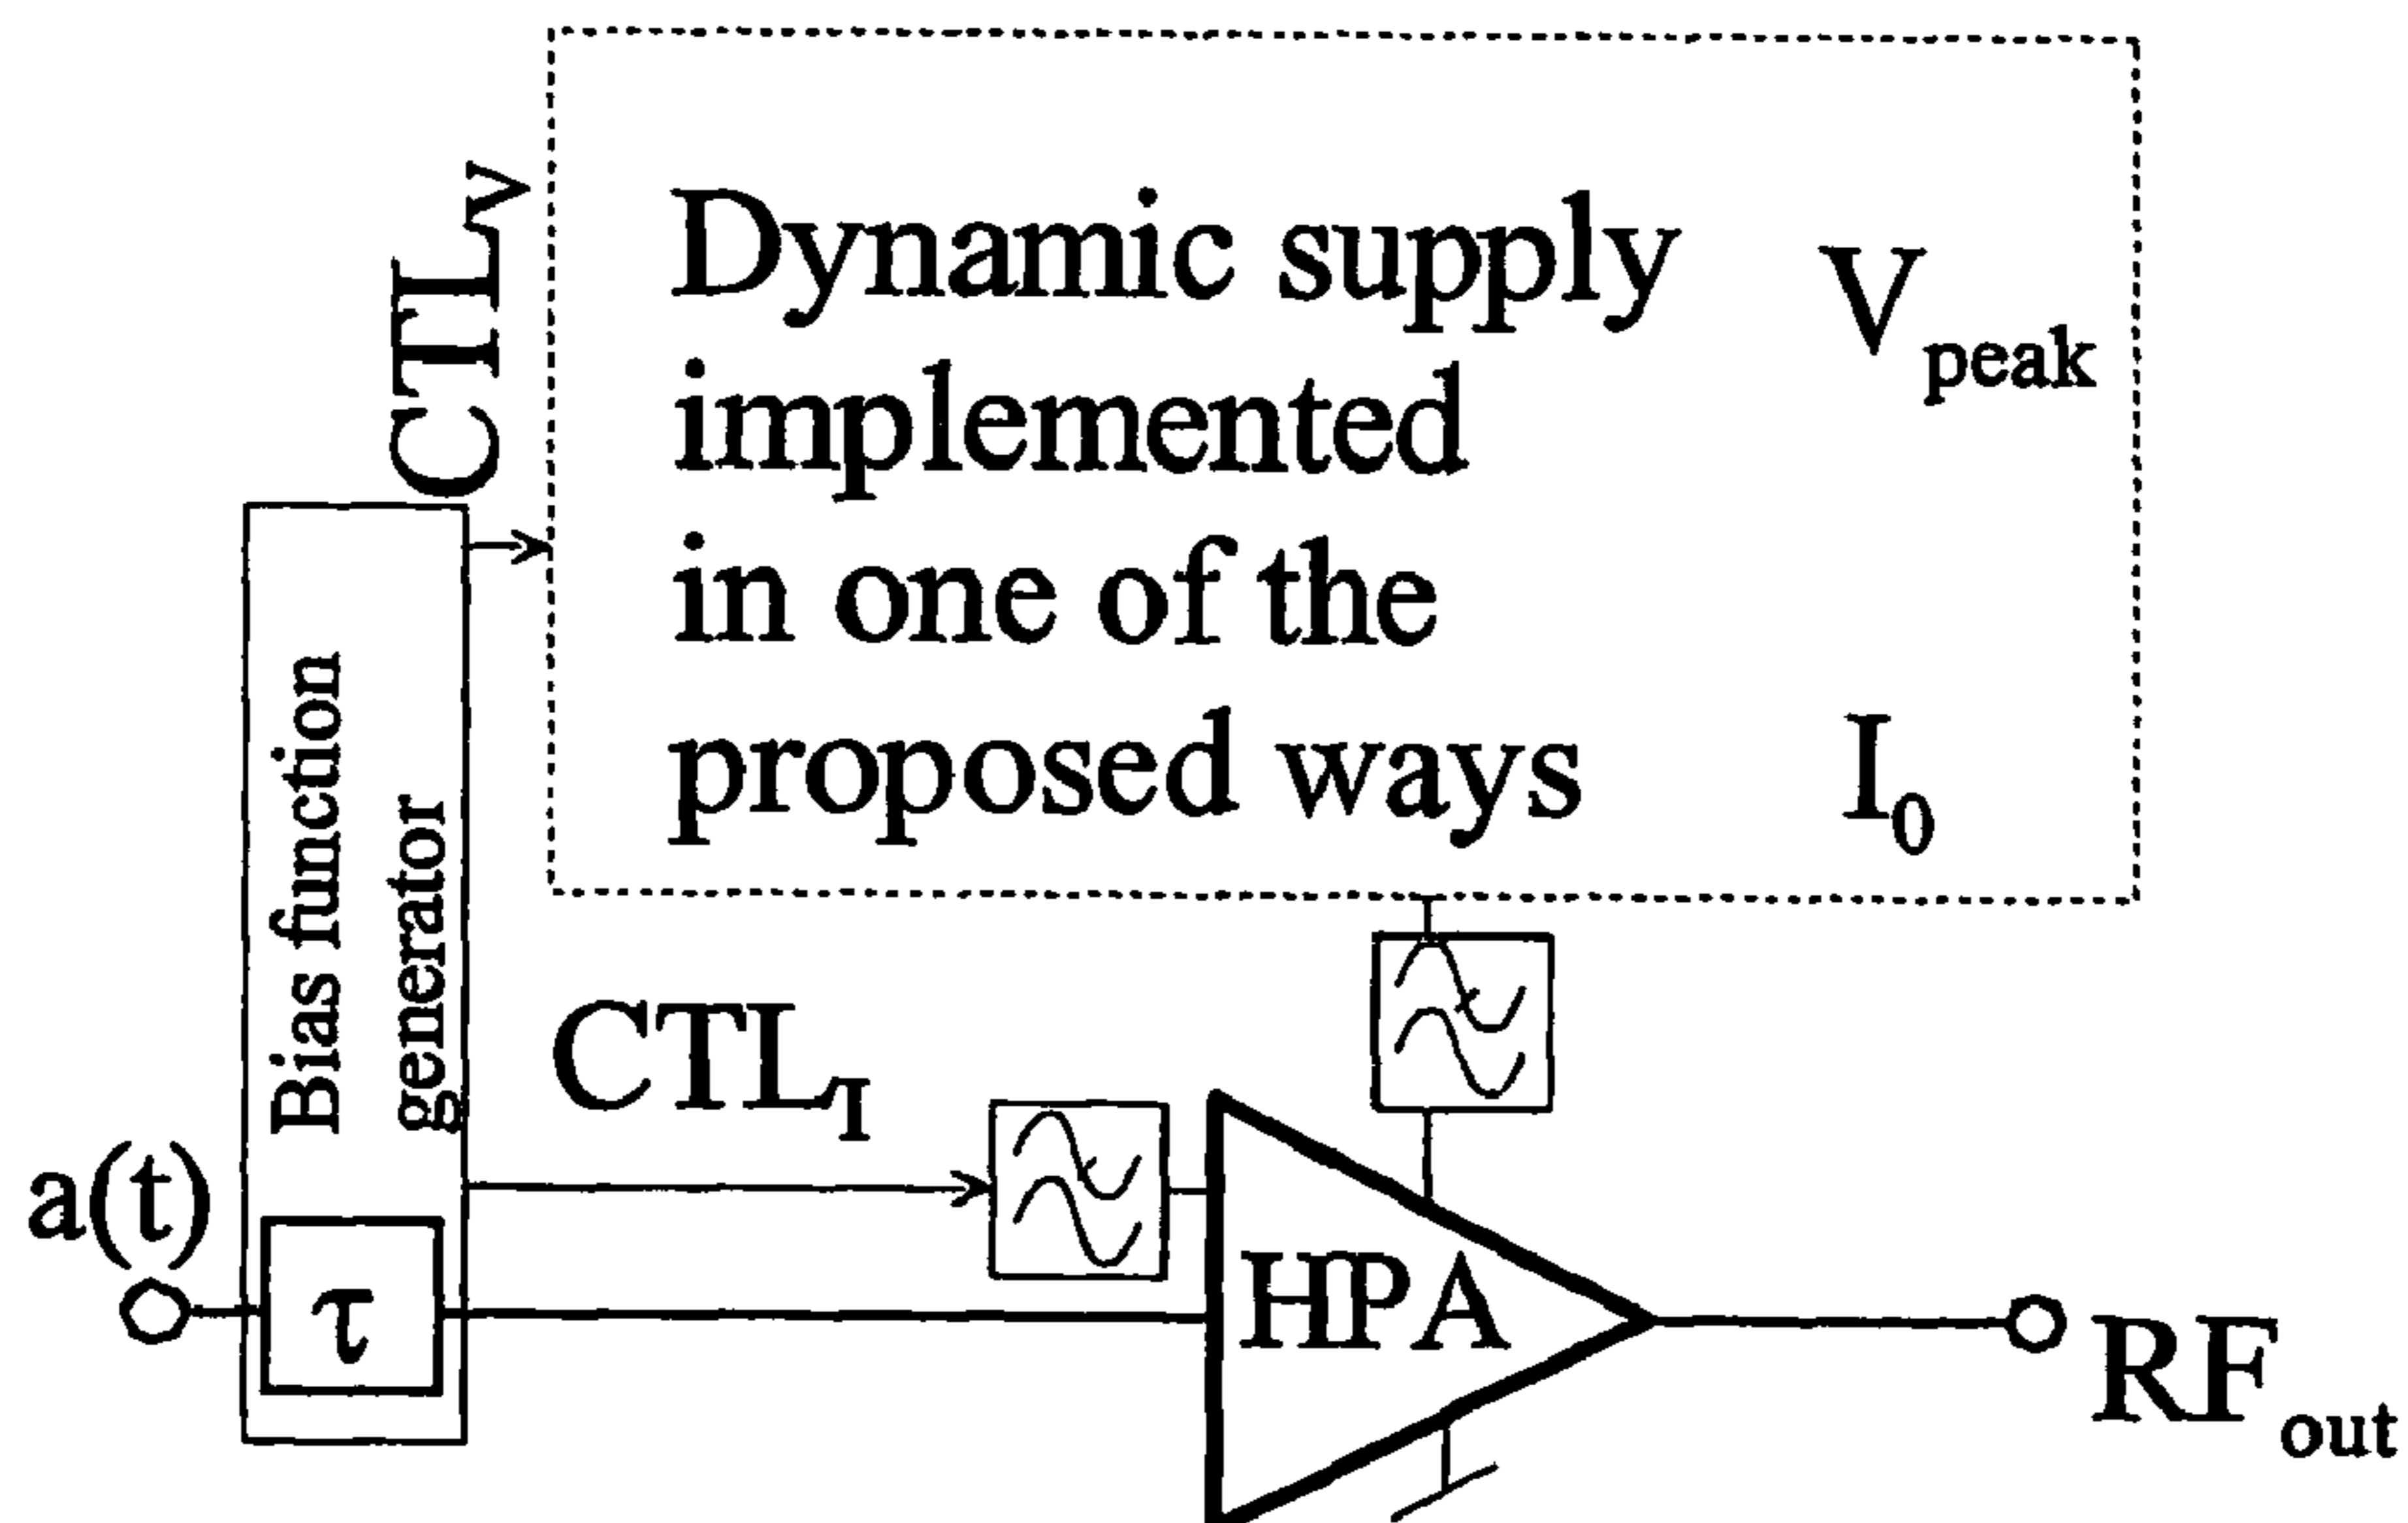 CTLv
Dynamic supply
implemented
in one of the
proposed ways
Vpeak
I0
Bias function
generator
CTLI
a(t)
τ
HPA
RFout